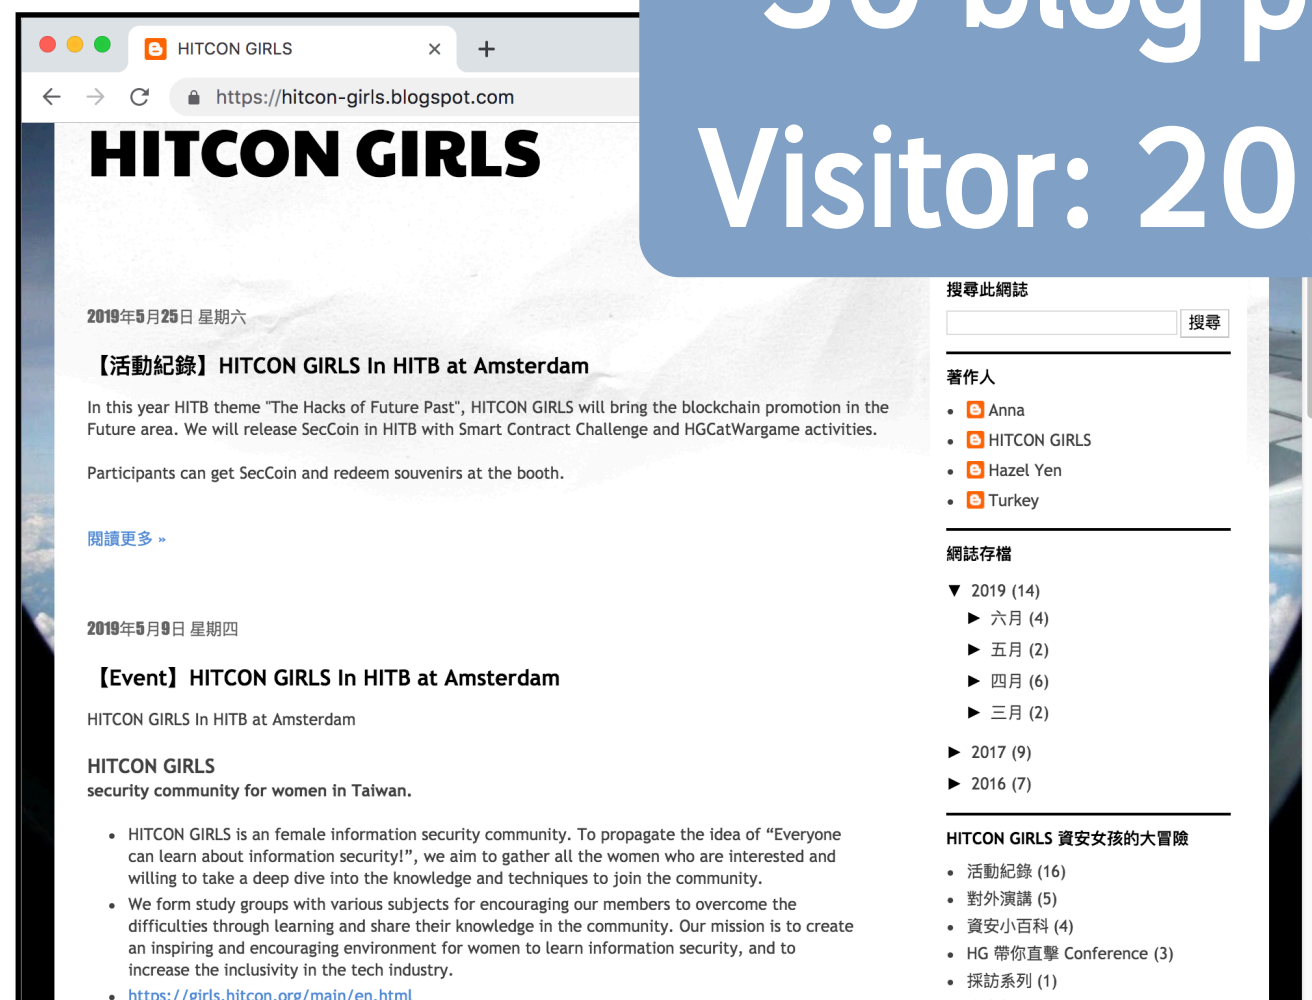 HITCON GIRLS
https://hitcon-girls.blogspot.com
30 blog p
Visitor: 20
HITCON GIRLS
2019年5月25日 星期六
【活動紀錄】HITCON GIRLS In HITB at Amsterdam
In this year HITB theme "The Hacks of Future Past", HITCON GIRLS will bring the blockchain promotion in the
Future area. We will release SecCoin in HITB with Smart Contract Challenge and HGCatWargame activities.
Participants can get SecCoin and redeem souvenirs at the booth.
閱讀更多 »
2019年5月9日 星期四
【Event】HITCON GIRLS In HITB at Amsterdam
HITCON GIRLS In HITB at Amsterdam
HITCON GIRLS
security community for women in Taiwan.
• HITCON GIRLS is an female information security community. To propagate the idea of “Everyone
can learn about information security!”, we aim to gather all the women who are interested and
willing to take a deep dive into the knowledge and techniques to join the community.
• We form study groups with various subjects for encouraging our members to overcome the
difficulties through learning and share their knowledge in the community. Our mission is to create
an inspiring and encouraging environment for women to learn information security, and to
increase the inclusivity in the tech industry.
• https://girls.hitcon.org/main/en.html
搜尋此網誌
搜尋
著作人
• Anna
• HITCON GIRLS
• Hazel Yen
• Turkey
網誌存檔
▼ 2019 (14)
► 六月 (4)
► 五月 (2)
► 四月 (6)
► 三月 (2)
► 2017 (9)
► 2016 (7)
HITCON GIRLS 資安女孩的大冒險
• 活動紀錄 (16)
• 對外演講 (5)
• 資安小百科 (4)
• HG 帶你直擊 Conference (3)
• 採訪系列 (1)